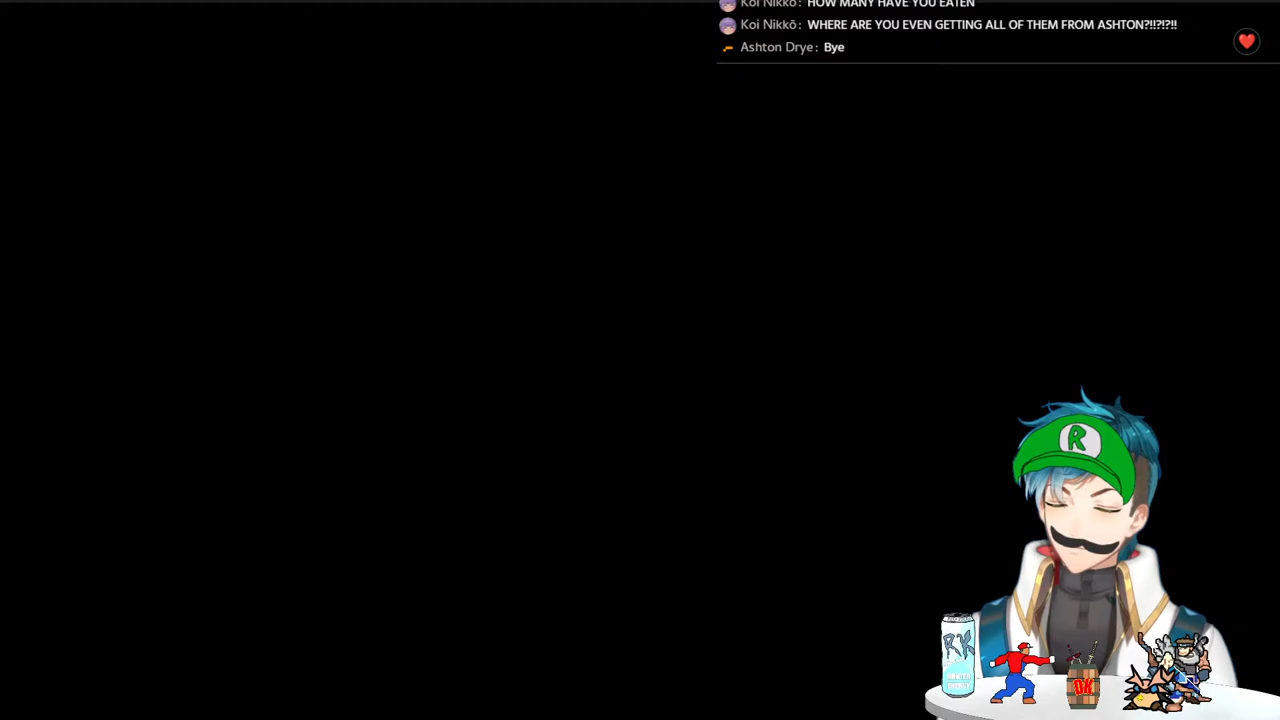 Koi Nikkō: HOW MANY HAVE YOU EATEN
Koi Nikkō: WHERE ARE YOU EVEN GETTING ALL OF THEM FROM ASHTON?!!?!?!!
Ashton Drye: Bye
R
RK
DK